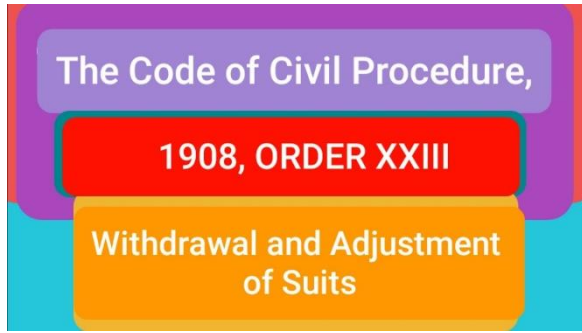 The Code of Civil Procedure,
1908, ORDER XXIII
Withdrawal and Adjustment
of Suits